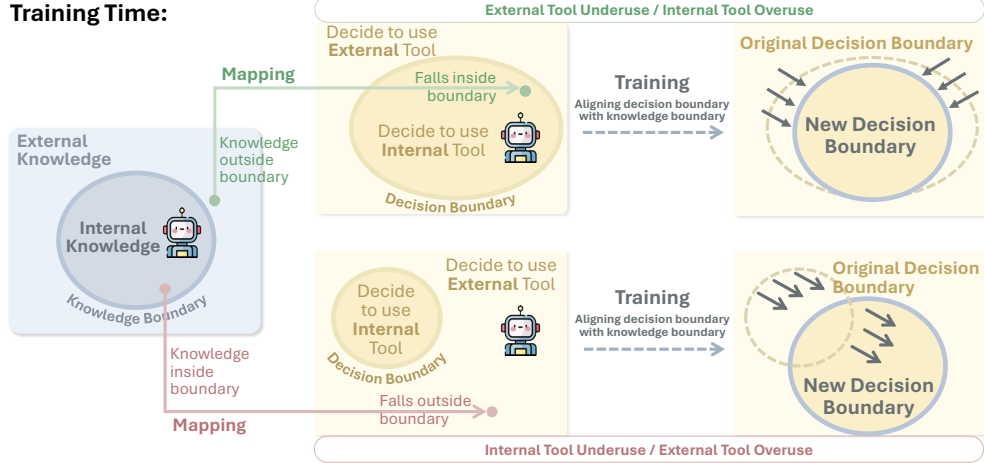 Training Time:
External Tool Underuse / Internal Tool Overuse
Decide to use
External Tool
Mapping
Falls inside
boundary
Decide to use
Internal Tool
Decision Boundary
Training
Aligning decision boundary
with knowledge boundary
Original Decision Boundary
New Decision
Boundary
External
Knowledge
Knowledge
outside
boundary
Internal
Knowledge
Knowledge Boundary
Knowledge
inside
boundary
Mapping
Decide
to use
Internal
Tool
Decision Boundary
Decide to use
External Tool
Falls outside
boundary
Training
Aligning decision boundary
with knowledge boundary
Original Decision
Boundary
New Decision
Boundary
Internal Tool Underuse / External Tool Overuse